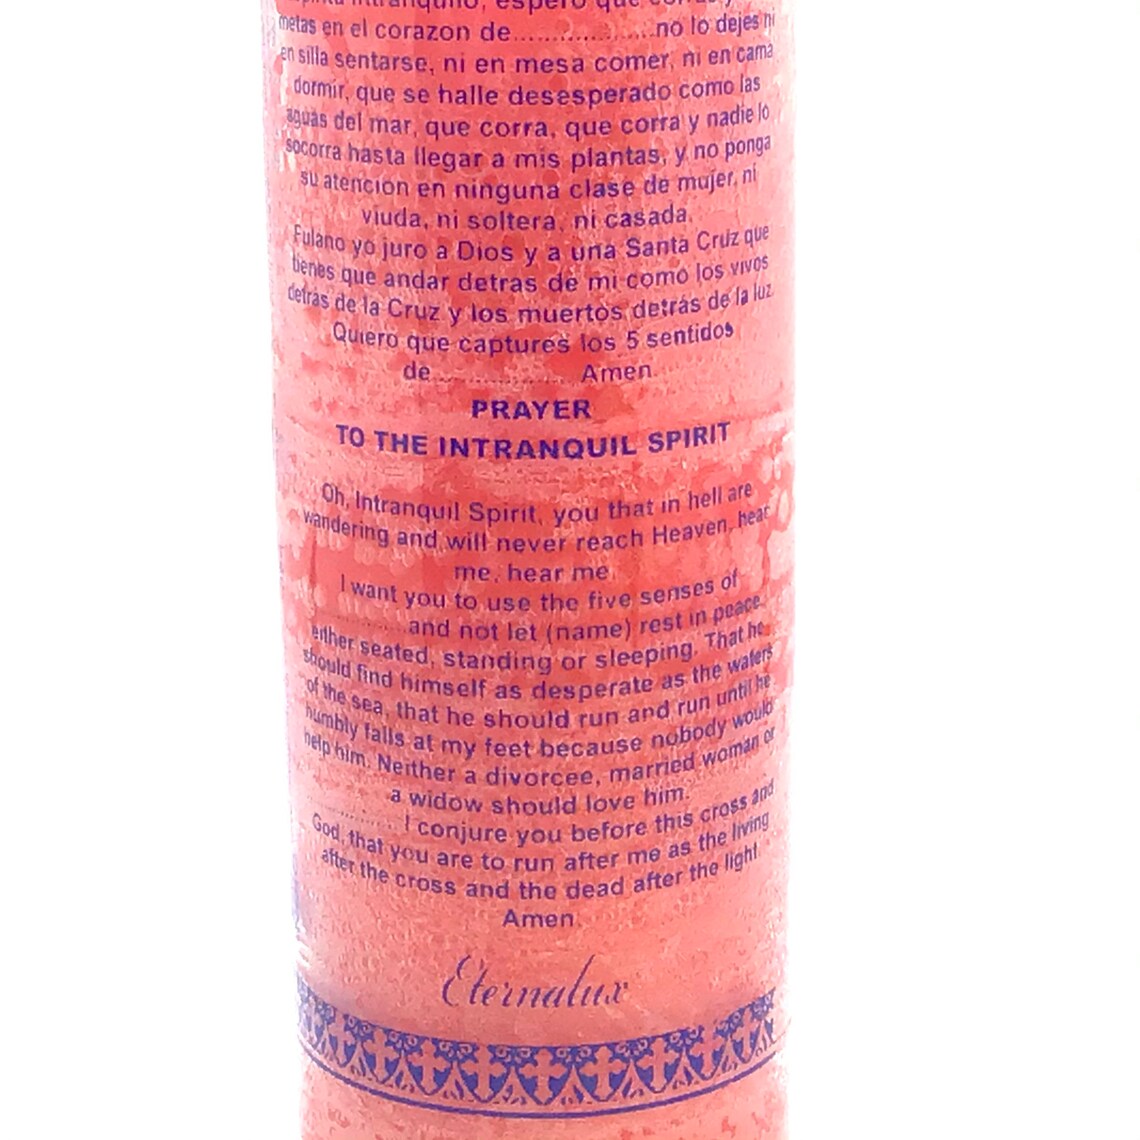 intranquilo, espero que
metas en el corazon de....................no lo dejes ni
en silla sentarse, ni en mesa comer, ni en cama
dormir, que se halle desesperado como las
aguas del mar, que corra, que corra y nadie lo
socorra hasta llegar a mis plantas, y no ponga
su atencion en ninguna clase de mujer, ni
viuda, ni soltera, ni casada.
Fulano yo juro a Dios y a una Santa Cruz que
tienes que andar detras de mi como los vivos
detras de la Cruz y los muertos detrás de la luz.
Quiero que captures los 5 sentidos
de.................... Amen.
PRAYER
TO THE INTRANQUIL SPIRIT
Oh, Intranquil Spirit, you that in hell are
wandering and will never reach Heaven, hear
me, hear me.
I want you to use the five senses of
..................and not let (name) rest in peace,
either seated, standing or sleeping. That he
should find himself as desperate as the waters
of the sea, that he should run and run until he
humbly falls at my feet because nobody would
help him. Neither a divorcee, married woman or
a widow should love him.
..................I conjure you before this cross and
God, that you are to run after me as the living
after the cross and the dead after the light.
Amen.
Eternalux